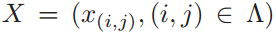 X = (x_{(i,j)}, (i, j) ∈ Λ)